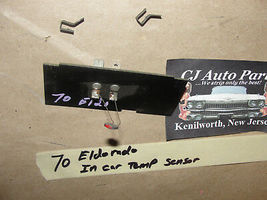 CJ Auto Parts
"We strip only the best!"
70 Eldo
Kenilworth, New Jersey
70 Eldorado
In car Temp Sensor